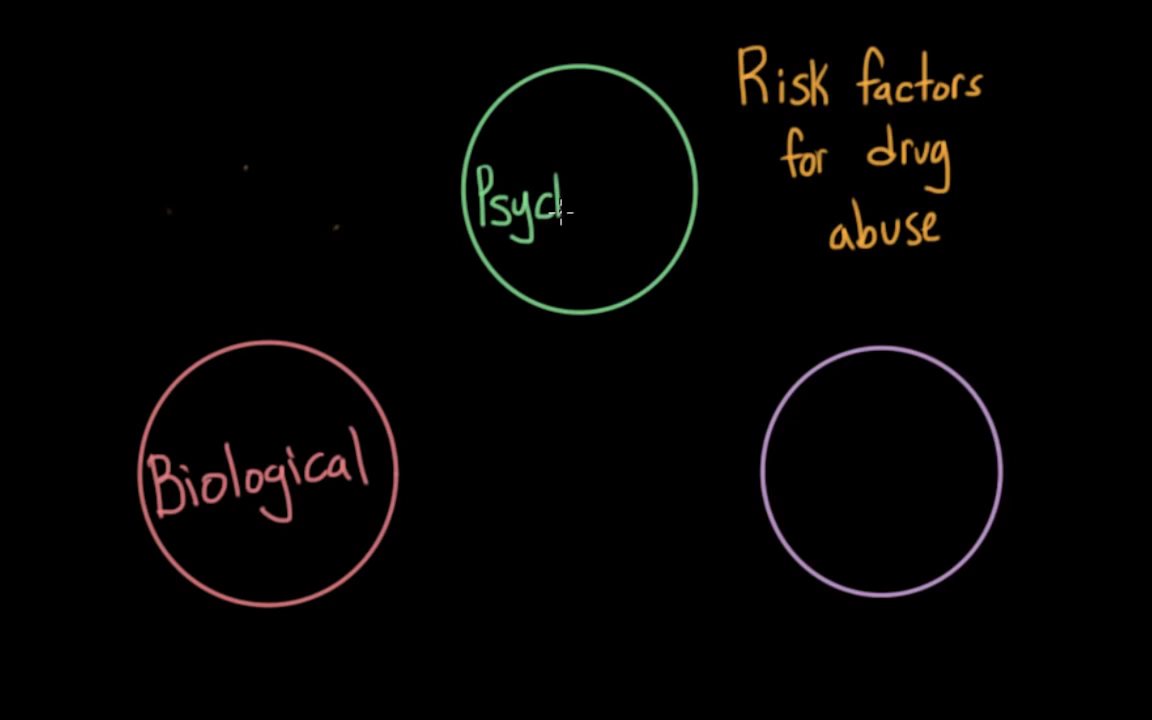 Risk factors
for drug
abuse
Psych
Biological